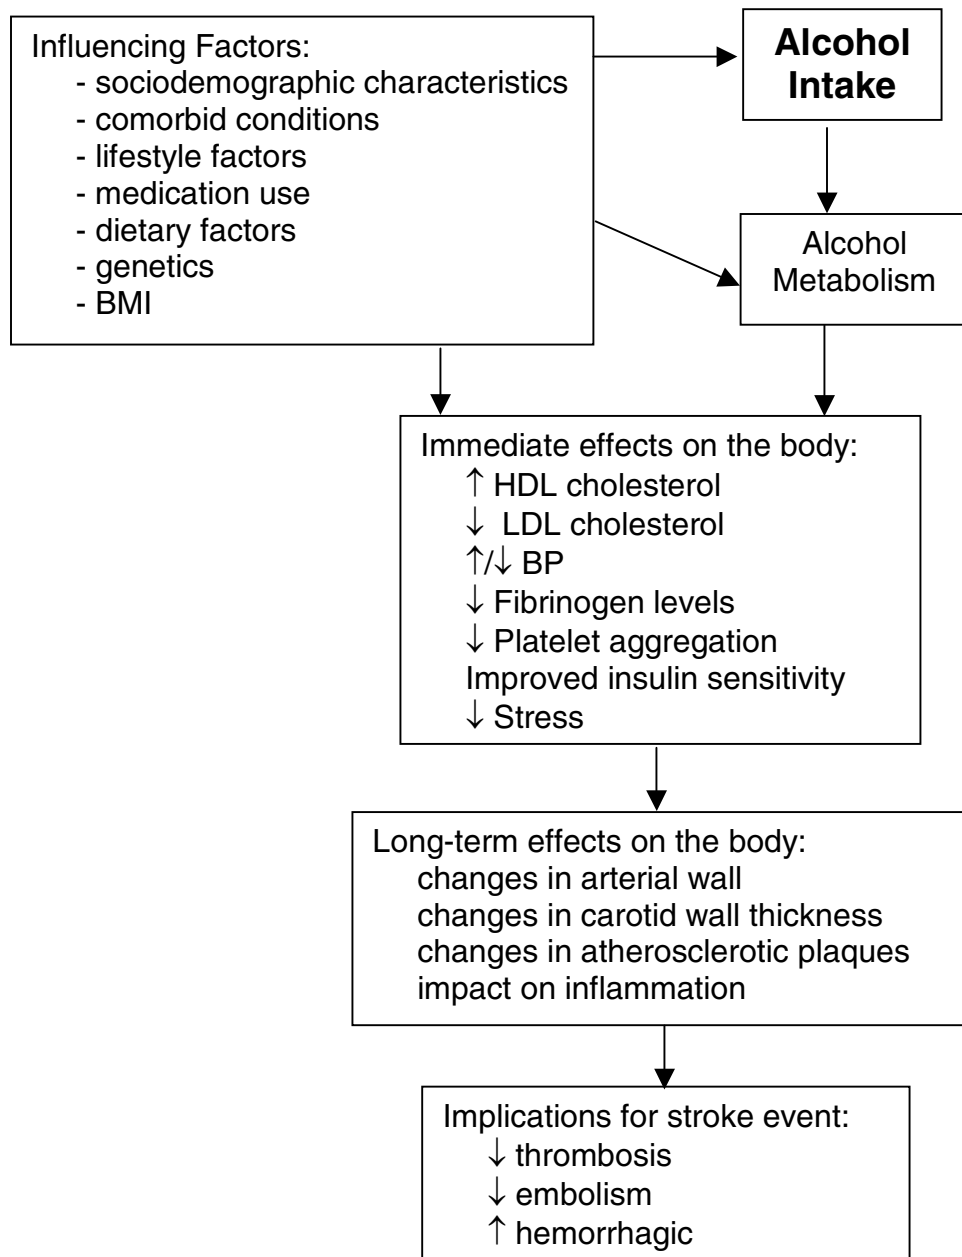 Influencing Factors:
- sociodemographic characteristics
- comorbid conditions
- lifestyle factors
- medication use
- dietary factors
- genetics
- BMI
Alcohol
Intake
Alcohol
Metabolism
Immediate effects on the body:
↑ HDL cholesterol
↓ LDL cholesterol
↑/↓ BP
↓ Fibrinogen levels
↓ Platelet aggregation
Improved insulin sensitivity
↓ Stress
Long-term effects on the body:
changes in arterial wall
changes in carotid wall thickness
changes in atherosclerotic plaques
impact on inflammation
Implications for stroke event:
↓ thrombosis
↓ embolism
↑ hemorrhagic